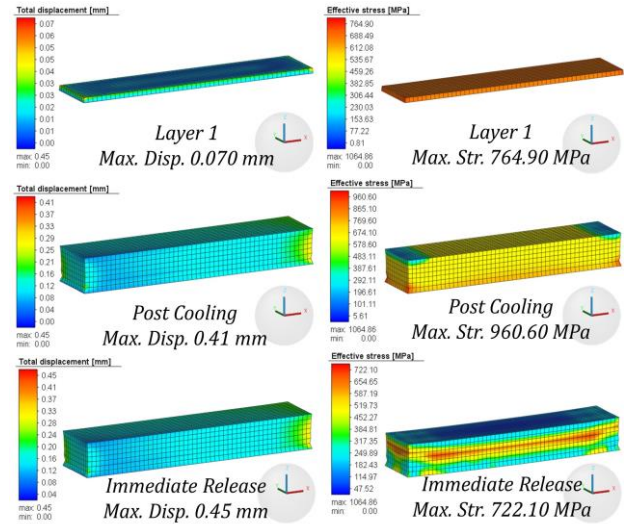 Total displacement [mm]
0.07
0.06
0.05
0.04
0.04
0.03
0.02
0.01
0.01
0.00
max: 0.45
min: 0.00
Layer 1
Max. Disp. 0.070 mm
Effective stress [MPa]
764.90
688.49
612.08
535.67
459.26
382.85
306.44
230.03
153.63
77.22
0.81
max: 1064.86
min: 0.00
Layer 1
Max. Str. 764.90 MPa
Total displacement [mm]
0.41
0.37
0.33
0.29
0.24
0.20
0.16
0.12
0.08
0.04
0.00
max: 0.45
min: 0.00
Post Cooling
Max. Disp. 0.41 mm
Effective stress [MPa]
960.60
865.10
769.60
674.10
578.60
483.11
387.61
292.11
196.61
101.11
5.61
max: 1064.86
min: 0.00
Post Cooling
Max. Str. 960.60 MPa
Total displacement [mm]
0.45
0.41
0.37
0.32
0.28
0.24
0.20
0.16
0.12
0.08
0.04
max: 0.45
min: 0.00
Immediate Release
Max. Disp. 0.45 mm
Effective stress [MPa]
722.10
654.65
587.19
519.73
452.27
384.81
317.35
249.89
182.43
114.97
47.52
max: 1064.86
min: 0.00
Immediate Release
Max. Str. 722.10 MPa